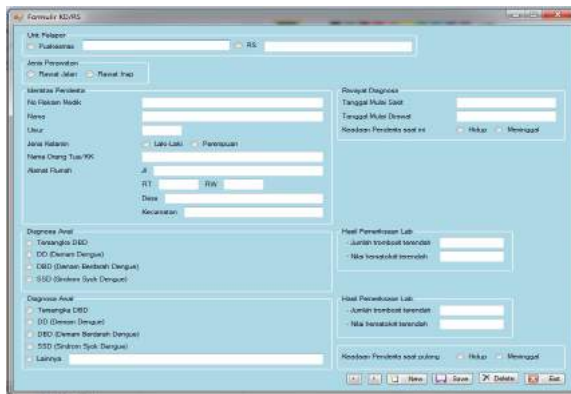 Formulir KD/RS
Unit Pelapor
Puskesmas
RS
Jenis Perawatan
Rawat Jalan
Rawat Inap
Identitas Penderita
No Rekam Medik
Nama
Umur
Jenis Kelamin
Laki-Laki
Perempuan
Nama Orang Tua/KK
Alamat Rumah
Jl
RT
RW
Desa
Kecamatan
Riwayat Diagnosa
Tanggal Mulai Sakit
Tanggal Mulai Dirawat
Keadaan Penderita saat ini
Hidup
Meninggal
Diagnosa Awal
Tersangka DBD
DD (Demam Dengue)
DBD (Demam Berdarah Dengue)
SSD (Sindrom Syok Dengue)
Hasil Pemeriksaan Lab
- Jumlah trombosit terendah
- Nilai hematokrit terendah
Diagnosa Awal
Tersangka DBD
DD (Demam Dengue)
DBD (Demam Berdarah Dengue)
SSD (Sindrom Syok Dengue)
Lainnya
Hasil Pemeriksaan Lab
- Jumlah trombosit terendah
- Nilai hematokrit terendah
Keadaan Penderita saat pulang
Hidup
Meninggal
New
Save
Delete
Exit